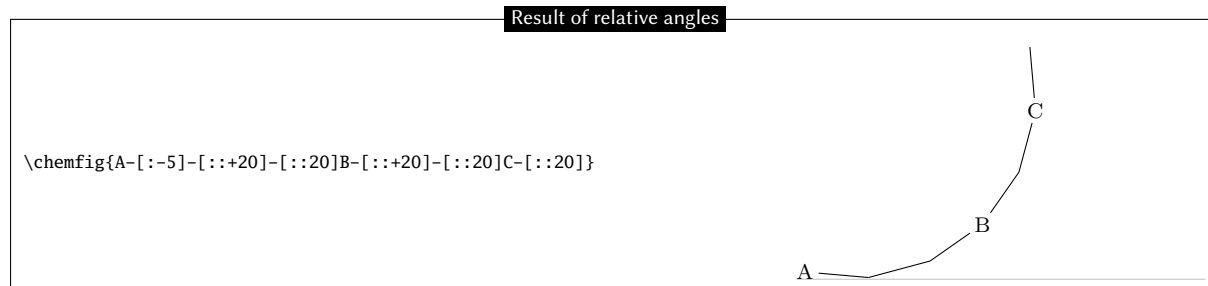 Result of relative angles
C
\chemfig{A-[:-5]-[::+20]-[::20]B-[::+20]-[::20]C-[::20]}
B
A